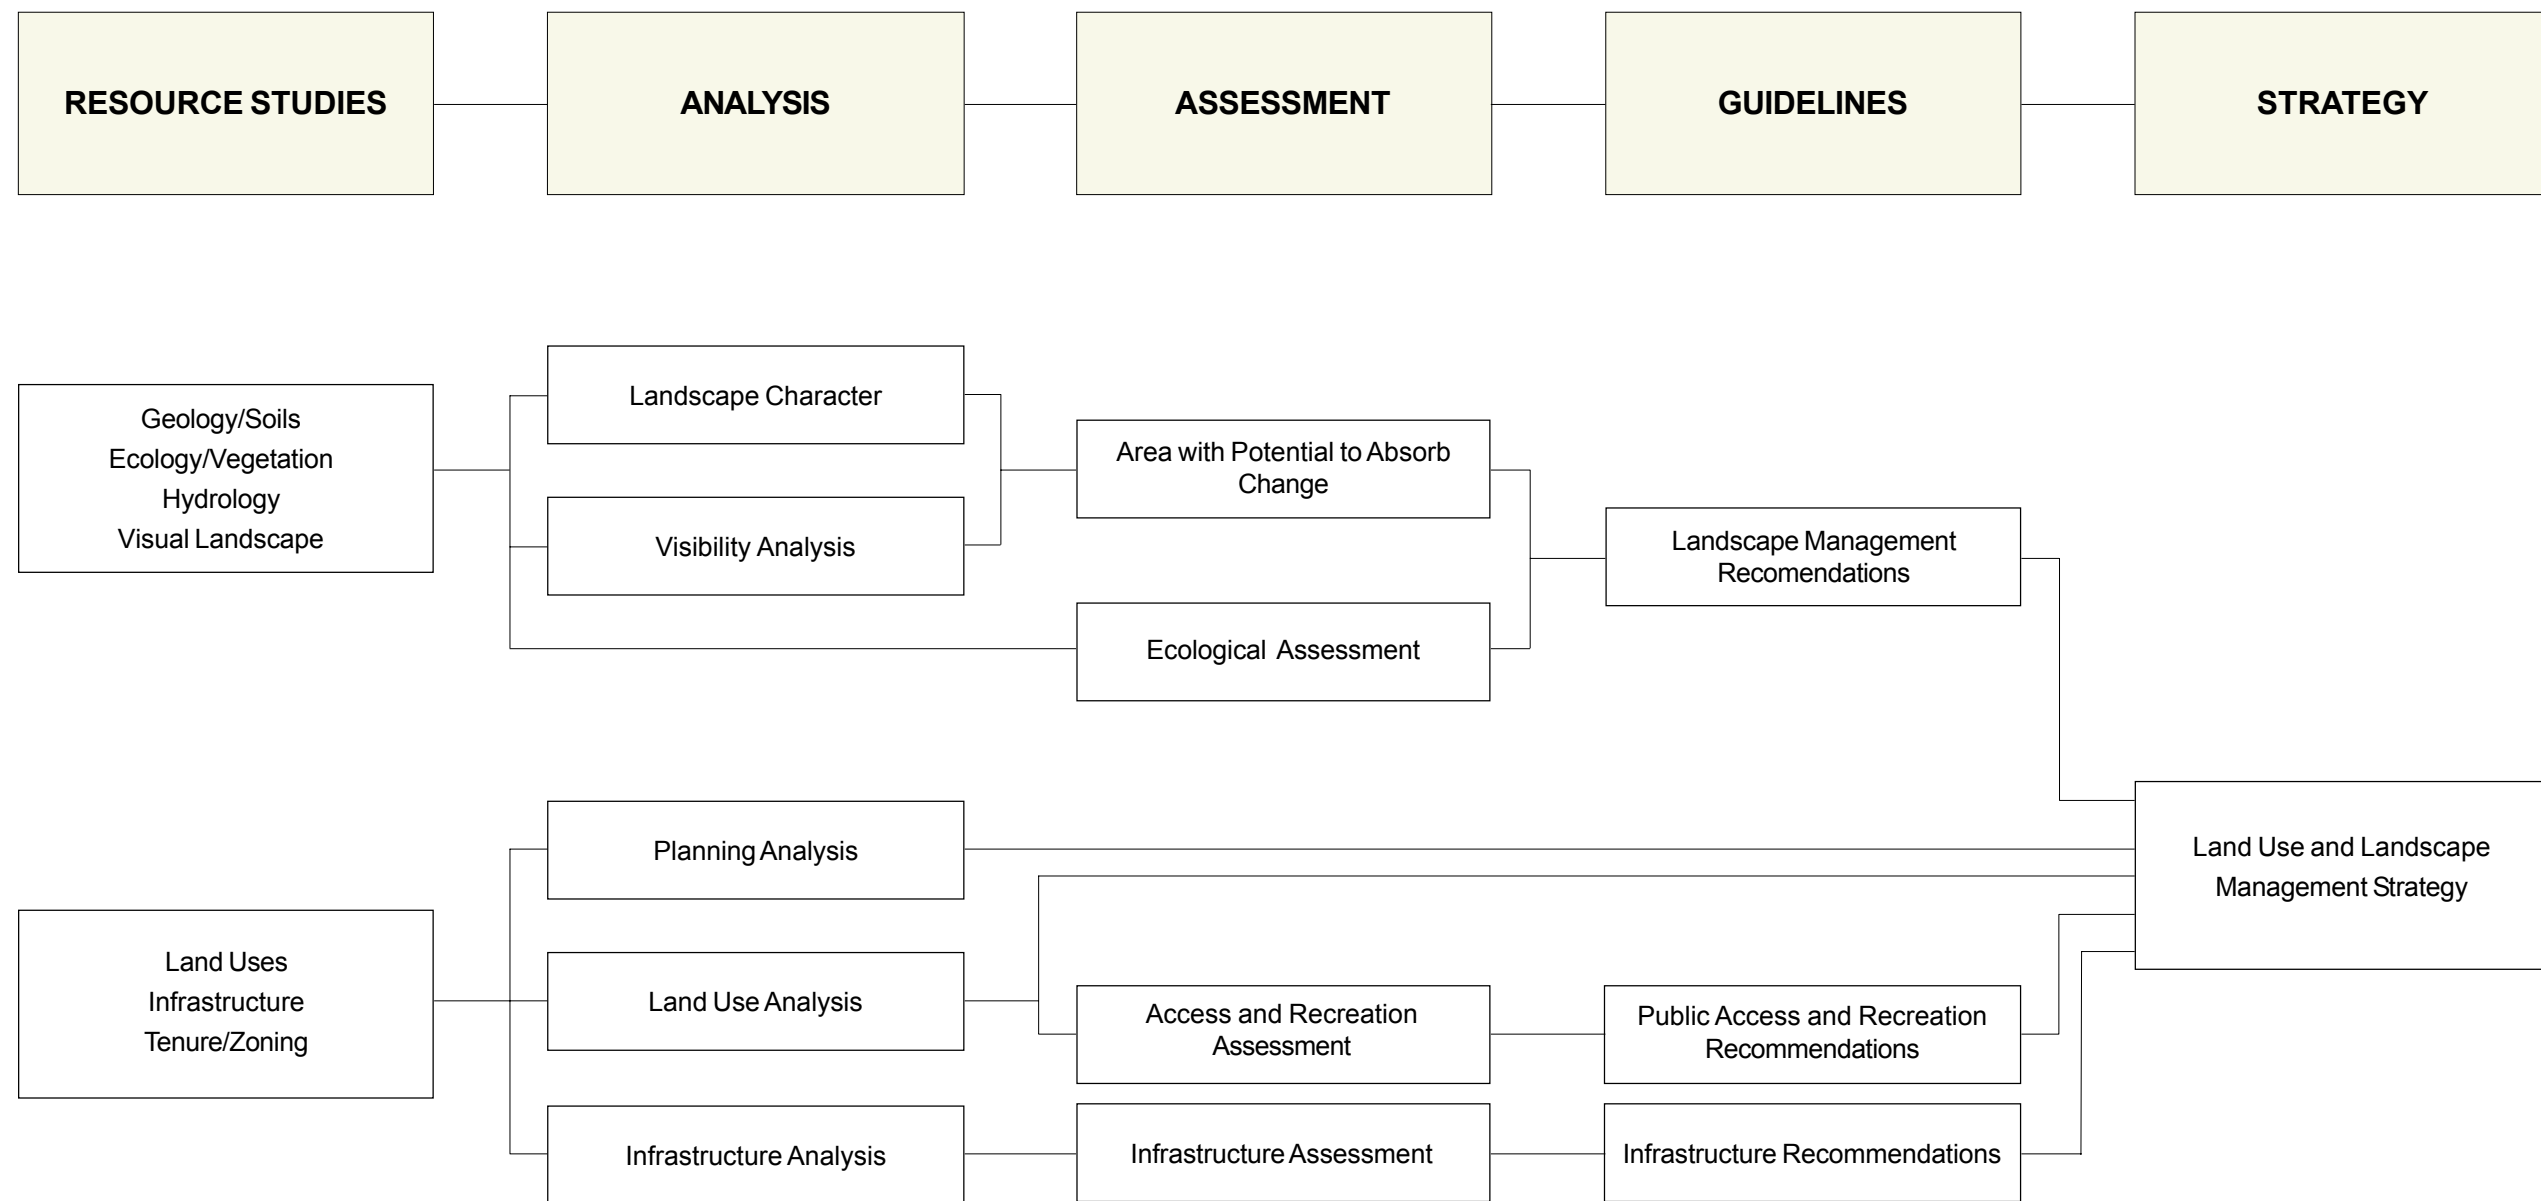 RESOURCE STUDIES
ANALYSIS
ASSESSMENT
GUIDELINES
STRATEGY
Geology/Soils
Ecology/Vegetation
Hydrology
Visual Landscape
Landscape Character
Visibility Analysis
Area with Potential to Absorb
Change
Ecological Assessment
Landscape Management
Recomendations
Land Uses
Infrastructure
Tenure/Zoning
Planning Analysis
Land Use Analysis
Infrastructure Analysis
Access and Recreation
Assessment
Infrastructure Assessment
Public Access and Recreation
Recommendations
Infrastructure Recommendations
Land Use and Landscape
Management Strategy